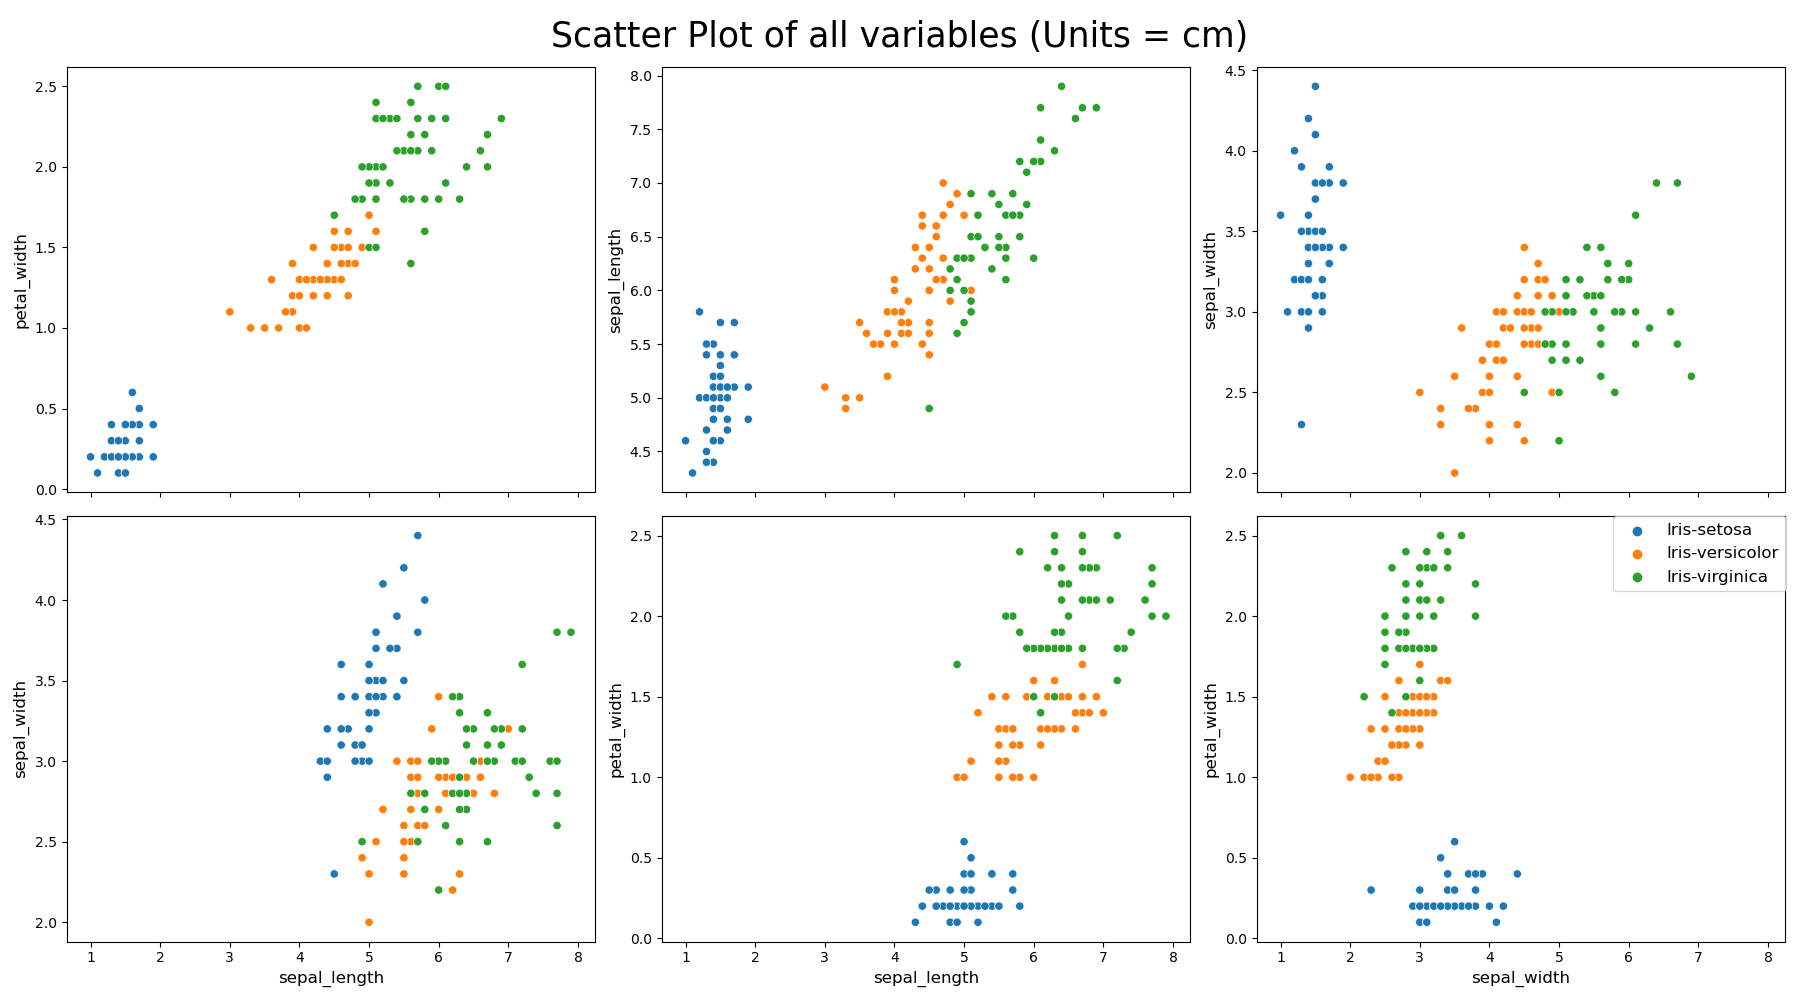 Scatter Plot of all variables (Units = cm)
petal_width
0.0 0.5 1.0 1.5 2.0 2.5
sepal_length
4.5 5.0 5.5 6.0 6.5 7.0 7.5 8.0
sepal_width
2.0 2.5 3.0 3.5 4.0 4.5
sepal_width
2.0 2.5 3.0 3.5 4.0 4.5
1 2 3 4 5 6 7 8
sepal_length
petal_width
0.0 0.5 1.0 1.5 2.0 2.5
1 2 3 4 5 6 7 8
sepal_length
petal_width
0.0 0.5 1.0 1.5 2.0 2.5
1 2 3 4 5 6 7 8
sepal_width
Iris-setosa
Iris-versicolor
Iris-virginica